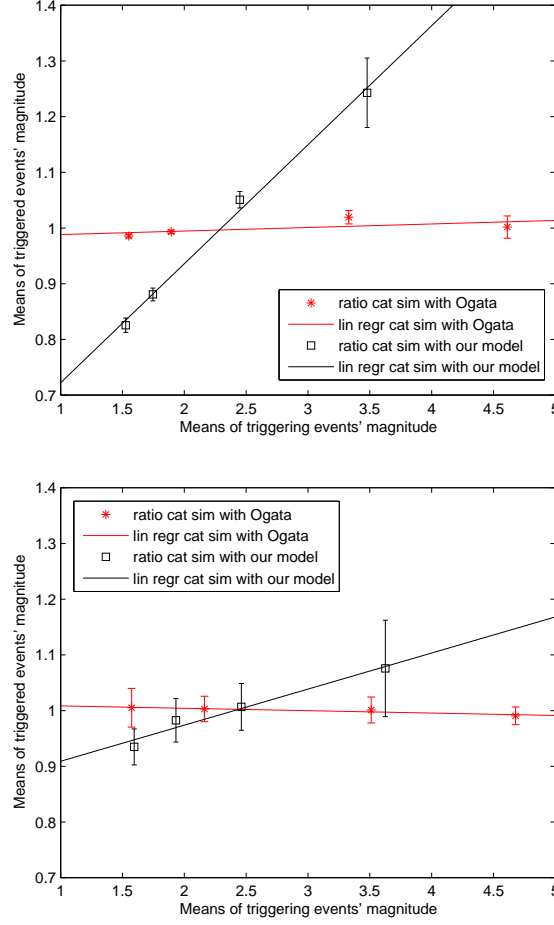 1.4
1.3
1.2
1.1
1
0.9
0.8
0.7
Means of triggered events' magnitude
ratio cat sim with Ogata
lin regr cat sim with Ogata
ratio cat sim with our model
lin regr cat sim with our model
1 1.5 2 2.5 3 3.5 4 4.5 5
Means of triggering events' magnitude
1.4
1.3
1.2
1.1
1
0.9
0.8
0.7
Means of triggered events' magnitude
ratio cat sim with Ogata
lin regr cat sim with Ogata
ratio cat sim with our model
lin regr cat sim with our model
1 1.5 2 2.5 3 3.5 4 4.5 5
Means of triggering events' magnitude